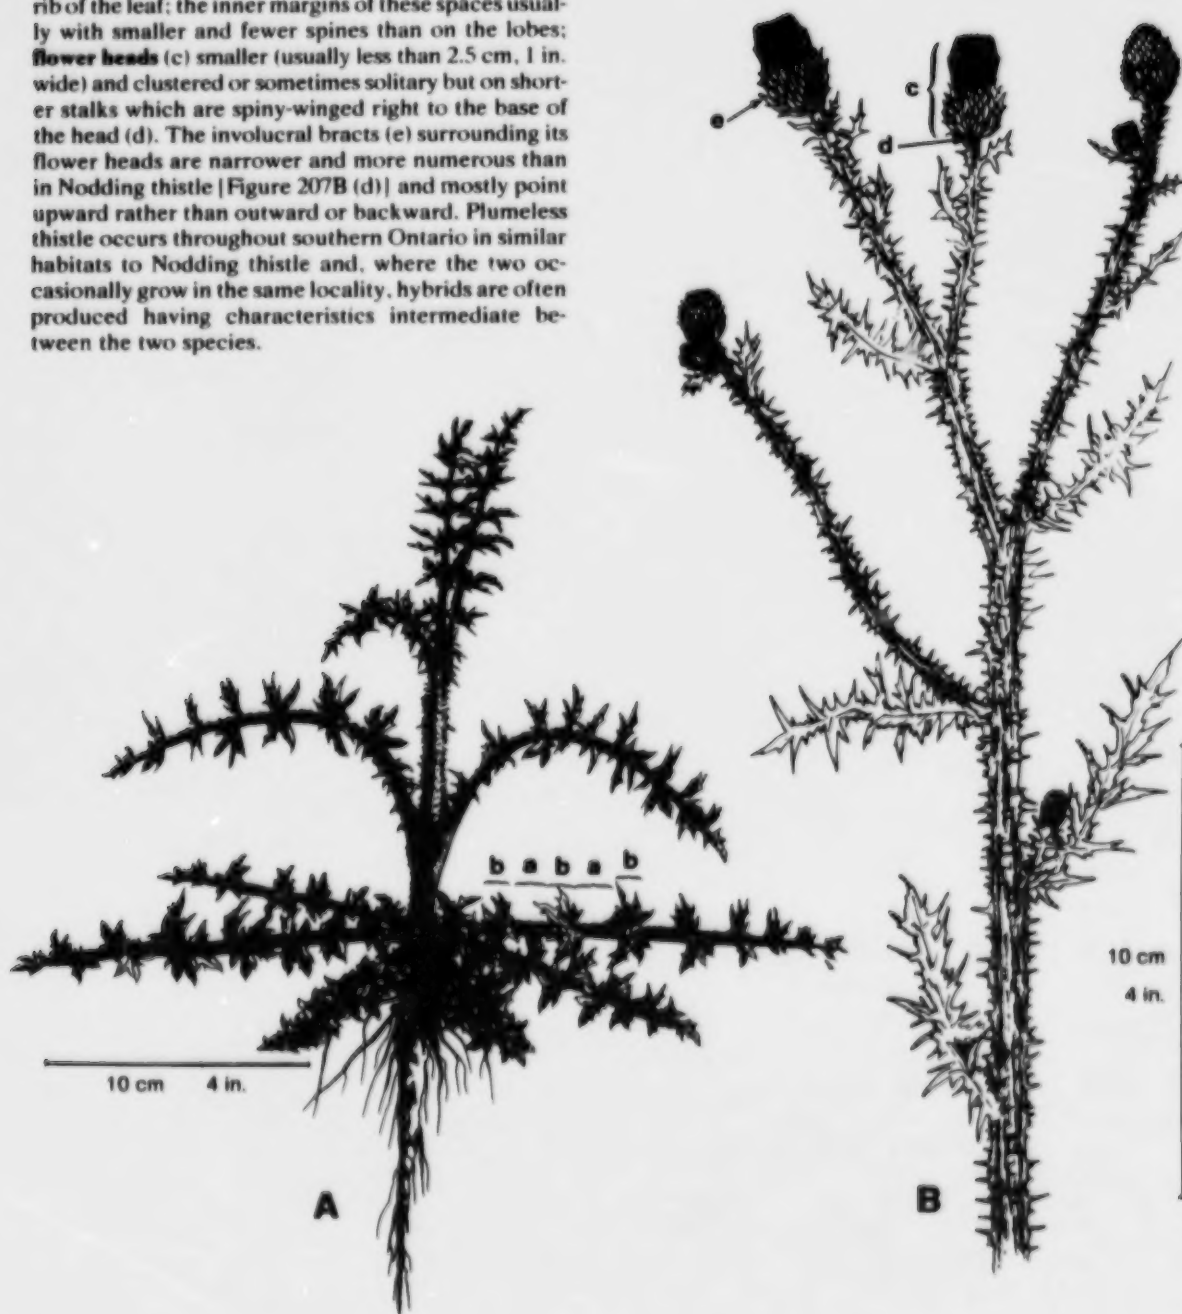 rib of the leaf; the inner margins of these spaces usual-
ly with smaller and fewer spines than on the lobes;
flower heads (c) smaller (usually less than 2.5 cm, 1 in.
wide) and clustered or sometimes solitary but on short-
er stalks which are spiny-winged right to the base of
the head (d). The involucral bracts (e) surrounding its
flower heads are narrower and more numerous than
in Nodding thistle [Figure 207B (d)] and mostly point
upward rather than outward or backward. Plumeless
thistle occurs throughout southern Ontario in similar
habitats to Nodding thistle and, where the two oc-
casionally grow in the same locality, hybrids are often
produced having characteristics intermediate be-
tween the two species.
c
e
d
b a b a b
10 cm
4 in.
10 cm 4 in.
A
B